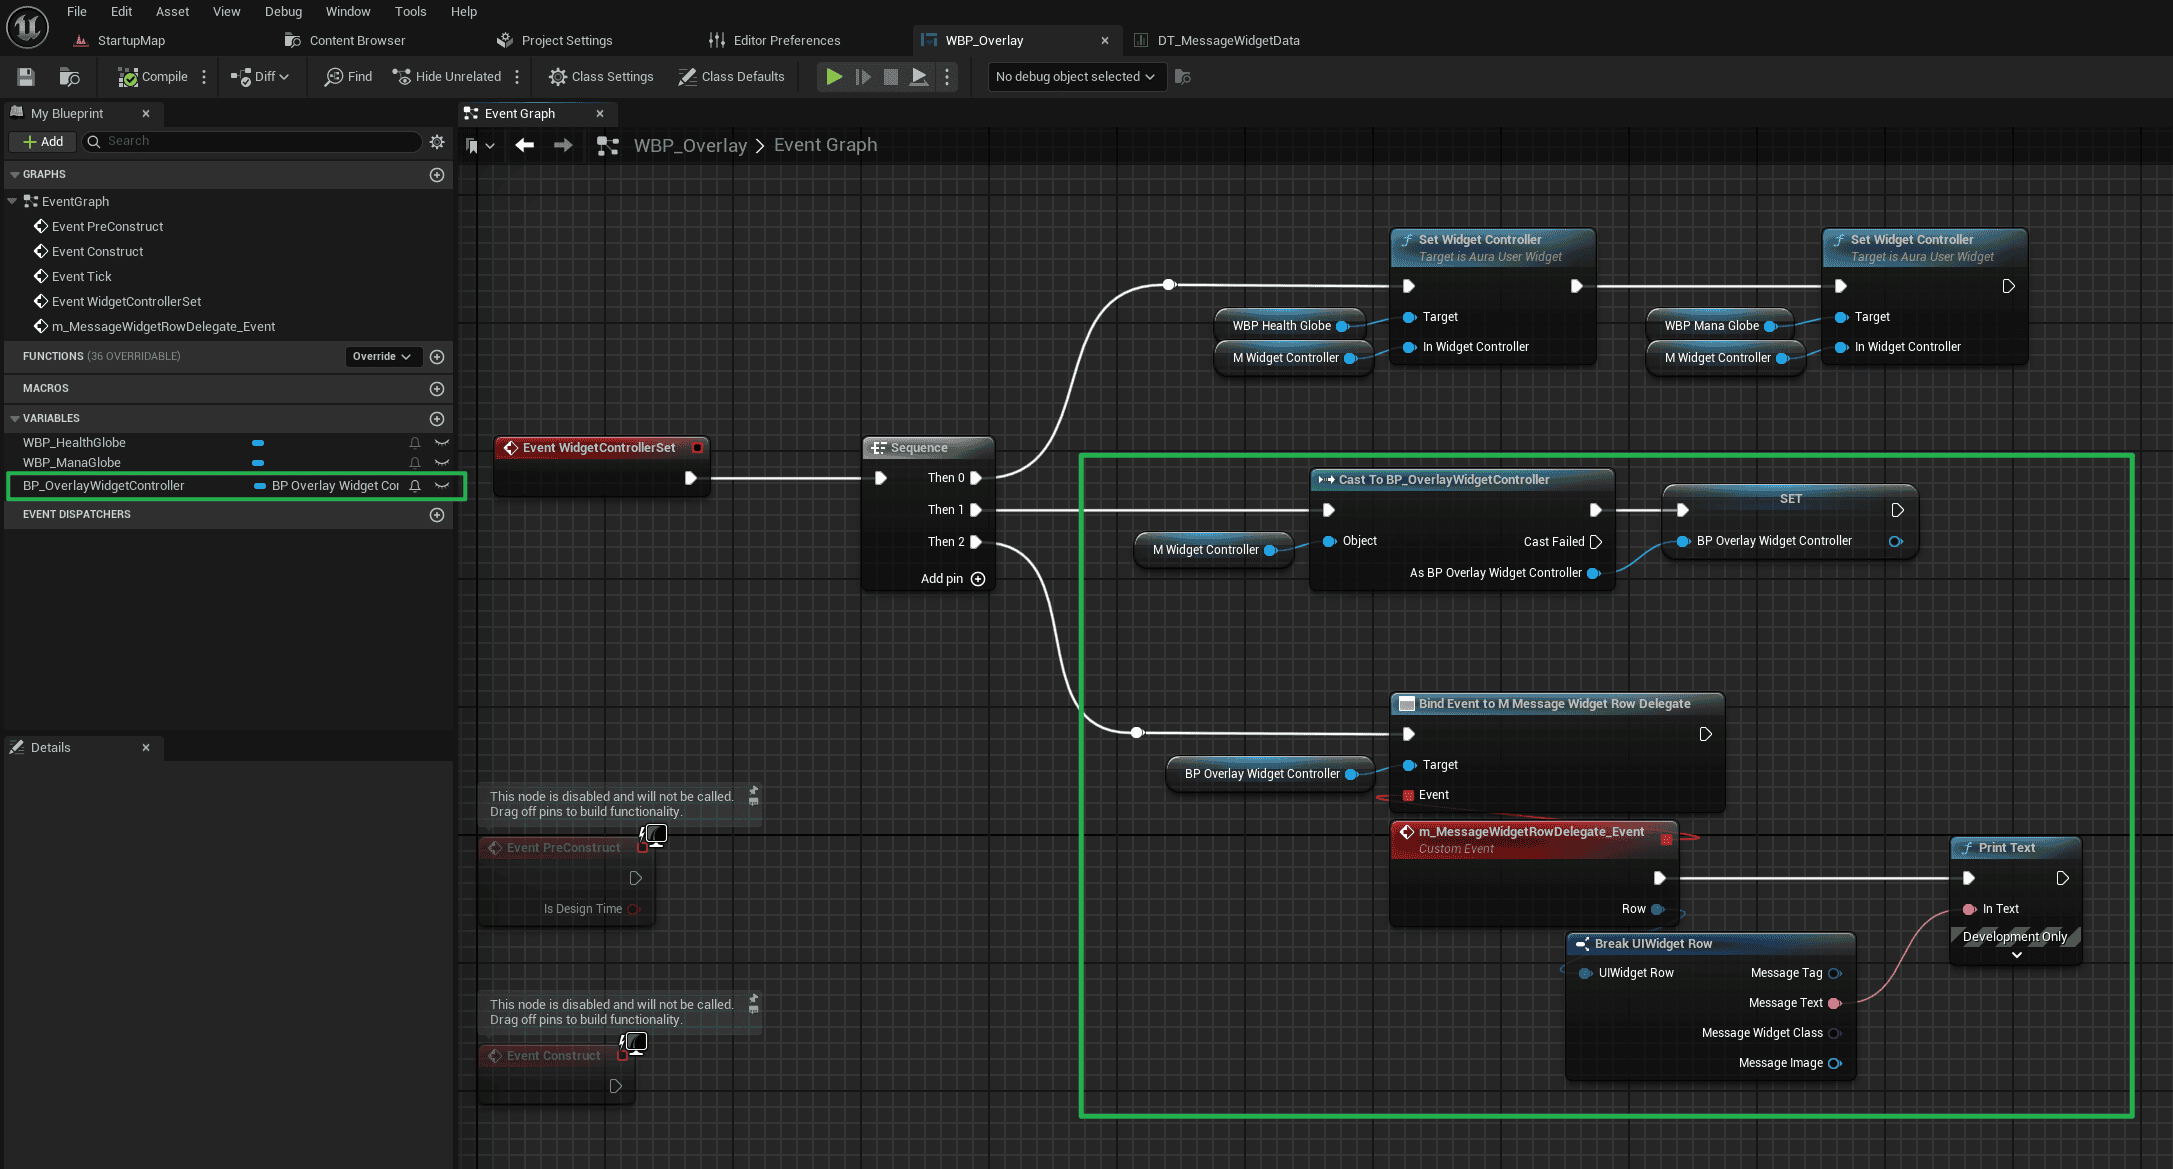 File Edit Asset View Debug Window Tools Help
StartupMap Content Browser Project Settings Editor Preferences WBP_Overlay DT_MessageWidgetData
Compile Diff Find Hide Unrelated Class Settings Class Defaults No debug object selected
My Blueprint
Add Search
GRAPHS
EventGraph
Event PreConstruct
Event Construct
Event Tick
Event WidgetControllerSet
m_MessageWidgetRowDelegate_Event
FUNCTIONS (36 OVERRIDABLE) Override
MACROS
VARIABLES
WBP_HealthGlobe
WBP_ManaGlobe
BP_OverlayWidgetController BP Overlay Widget Cor
EVENT DISPATCHERS
Details
Event Graph
WBP_Overlay > Event Graph
Set Widget Controller
Target is Aura User Widget
Target
In Widget Controller
WBP Health Globe
M Widget Controller
Set Widget Controller
Target is Aura User Widget
Target
In Widget Controller
WBP Mana Globe
M Widget Controller
Event WidgetControllerSet
Sequence
Then 0
Then 1
Then 2
Add pin
Cast To BP_OverlayWidgetController
Object
Cast Failed
As BP Overlay Widget Controller
M Widget Controller
SET
BP Overlay Widget Controller
Bind Event to M Message Widget Row Delegate
Target
Event
BP Overlay Widget Controller
m_MessageWidgetRowDelegate_Event
Custom Event
Row
Print Text
In Text
Development Only
Break UIWidget Row
UIWidget Row
Message Tag
Message Text
Message Widget Class
Message Image
This node is disabled and will not be called.
Drag off pins to build functionality.
Event PreConstruct
Is Design Time
This node is disabled and will not be called.
Drag off pins to build functionality.
Event Construct